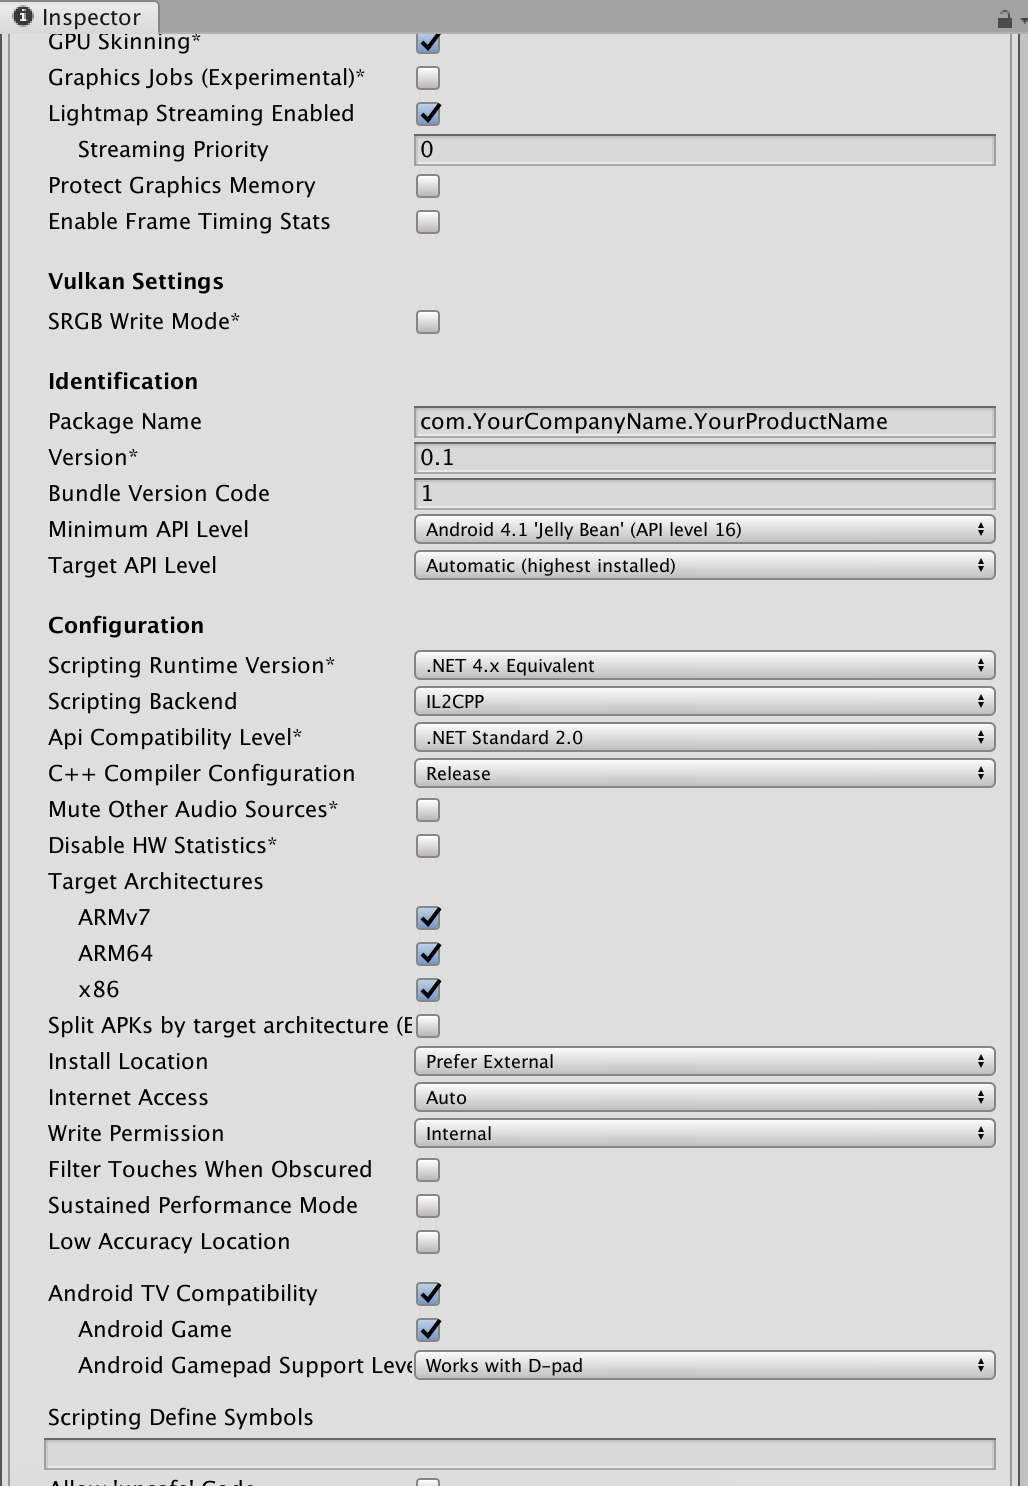 Inspector
GPU Skinning*
Graphics Jobs (Experimental)*
Lightmap Streaming Enabled
Streaming Priority 0
Protect Graphics Memory
Enable Frame Timing Stats
Vulkan Settings
SRGB Write Mode*
Identification
Package Name com.YourCompanyName.YourProductName
Version* 0.1
Bundle Version Code 1
Minimum API Level Android 4.1 'Jelly Bean' (API level 16)
Target API Level Automatic (highest installed)
Configuration
Scripting Runtime Version* .NET 4.x Equivalent
Scripting Backend IL2CPP
Api Compatibility Level* .NET Standard 2.0
C++ Compiler Configuration Release
Mute Other Audio Sources*
Disable HW Statistics*
Target Architectures
ARMv7
ARM64
x86
Split APKs by target architecture (E
Install Location Prefer External
Internet Access Auto
Write Permission Internal
Filter Touches When Obscured
Sustained Performance Mode
Low Accuracy Location
Android TV Compatibility
Android Game
Android Gamepad Support Leve Works with D-pad
Scripting Define Symbols
Allow 'unsafe' Code